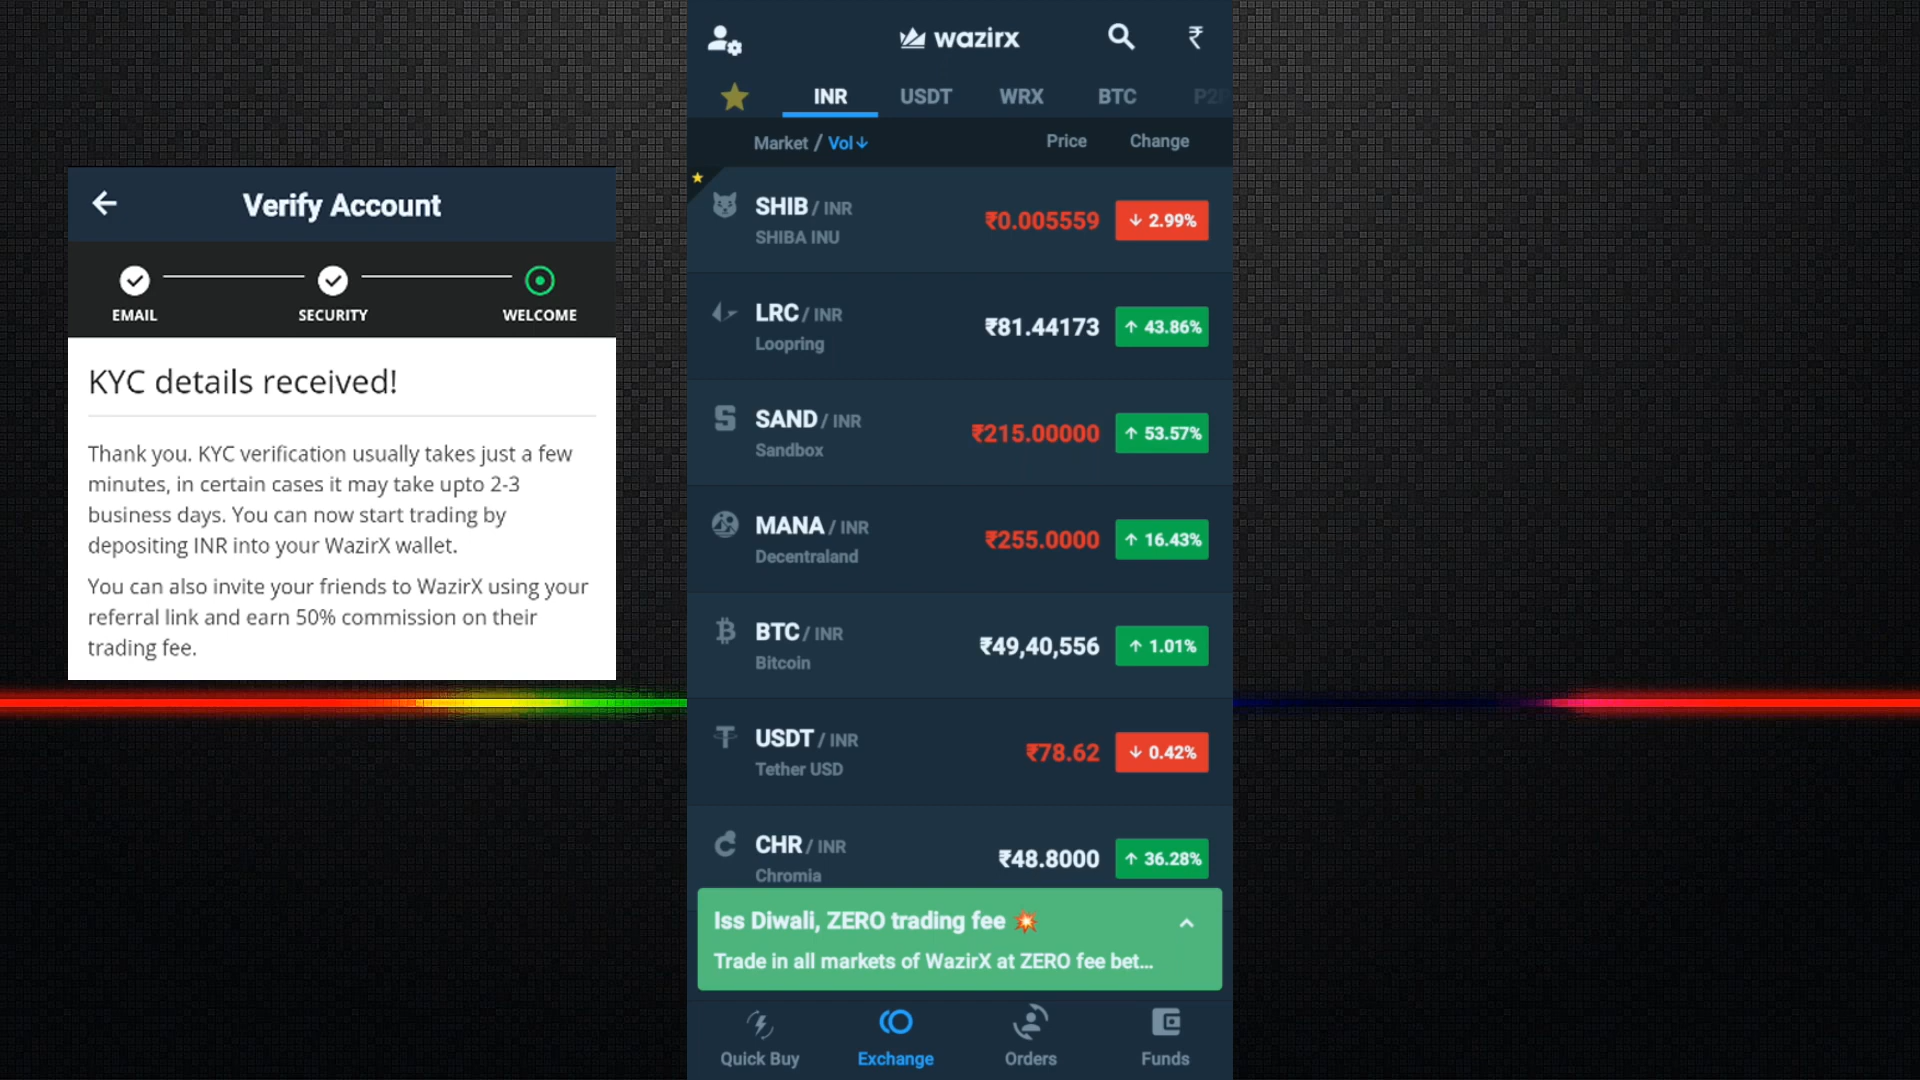 Verify Account
EMAIL
SECURITY
WELCOME
KYC details received!
Thank you. KYC verification usually takes just a few
minutes, in certain cases it may take upto 2-3
business days. You can now start trading by
depositing INR into your WazirX wallet.
You can also invite your friends to WazirX using your
referral link and earn 50% commission on their
trading fee.
wazirx
₹
INR USDT WRX BTC P2P
Market / Vol↓ Price Change
SHIB / INR ₹0.005559 ↓ 2.99%
SHIBA INU
LRC / INR ₹81.44173 ↑ 43.86%
Loopring
SAND / INR ₹215.00000 ↑ 53.57%
Sandbox
MANA / INR ₹255.0000 ↑ 16.43%
Decentraland
BTC / INR ₹49,40,556 ↑ 1.01%
Bitcoin
USDT / INR ₹78.62 ↓ 0.42%
Tether USD
CHR / INR ₹48.8000 ↑ 36.28%
Chromia
Iss Diwali, ZERO trading fee 💥
Trade in all markets of WazirX at ZERO fee bet...
Quick Buy Exchange Orders Funds